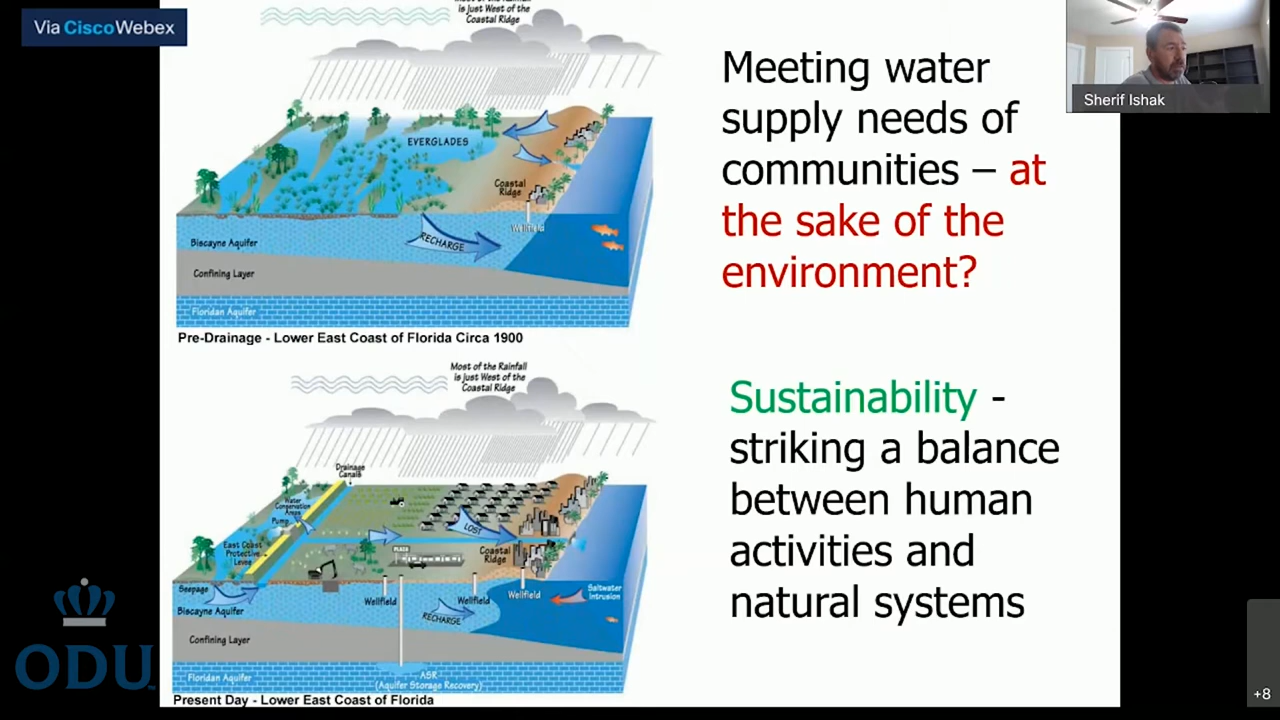 Via Cisco Webex
is just West of the
Coastal Ridge
EVERGLADES
Coastal
Ridge
Wellfield
RECHARGE
Biscayne Aquifer
Confining Layer
Floridan Aquifer
Pre-Drainage - Lower East Coast of Florida Circa 1900
Meeting water
supply needs of
communities – at
the sake of the
environment?
Sherif Ishak
Most of the Rainfall
is just West of the
Coastal Ridge
Drainage
Canals
Water
Conservation
Areas
Pump
East Coast
Protective
Levee
LOST
PLAZA
Coastal
Ridge
Seepage
Biscayne Aquifer
Wellfield
Wellfield
Wellfield
Saltwater
Intrusion
RECHARGE
Confining Layer
Floridan Aquifer
ASR
(Aquifer Storage Recovery)
Present Day - Lower East Coast of Florida
Sustainability -
striking a balance
between human
activities and
natural systems
ODU
+8